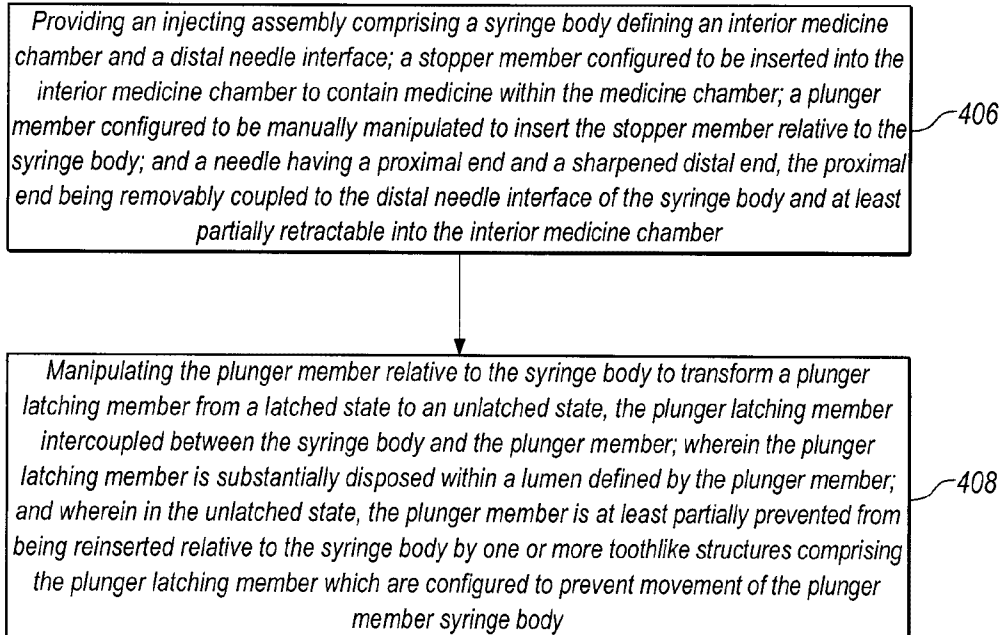 Providing an injecting assembly comprising a syringe body defining an interior medicine
chamber and a distal needle interface; a stopper member configured to be inserted into the
interior medicine chamber to contain medicine within the medicine chamber; a plunger
member configured to be manually manipulated to insert the stopper member relative to the
syringe body; and a needle having a proximal end and a sharpened distal end, the proximal
end being removably coupled to the distal needle interface of the syringe body and at least
partially retractable into the interior medicine chamber
406
Manipulating the plunger member relative to the syringe body to transform a plunger
latching member from a latched state to an unlatched state, the plunger latching member
intercoupled between the syringe body and the plunger member; wherein the plunger
latching member is substantially disposed within a lumen defined by the plunger member;
and wherein in the unlatched state, the plunger member is at least partially prevented from
being reinserted relative to the syringe body by one or more toothlike structures comprising
the plunger latching member which are configured to prevent movement of the plunger
member syringe body
408